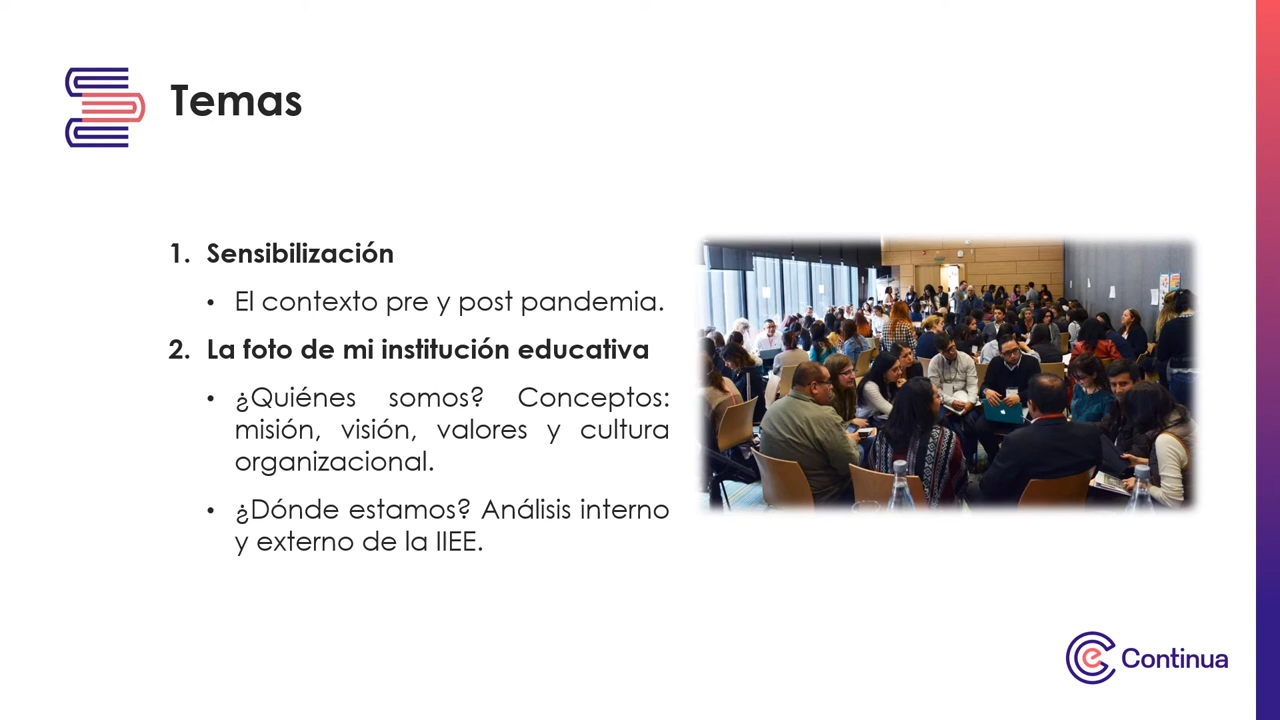 Temas
1. Sensibilización
• El contexto pre y post pandemia.
2. La foto de mi institución educativa
• ¿Quiénes somos? Conceptos:
misión, visión, valores y cultura
organizacional.
• ¿Dónde estamos? Análisis interno
y externo de la IIEE.
e Continua